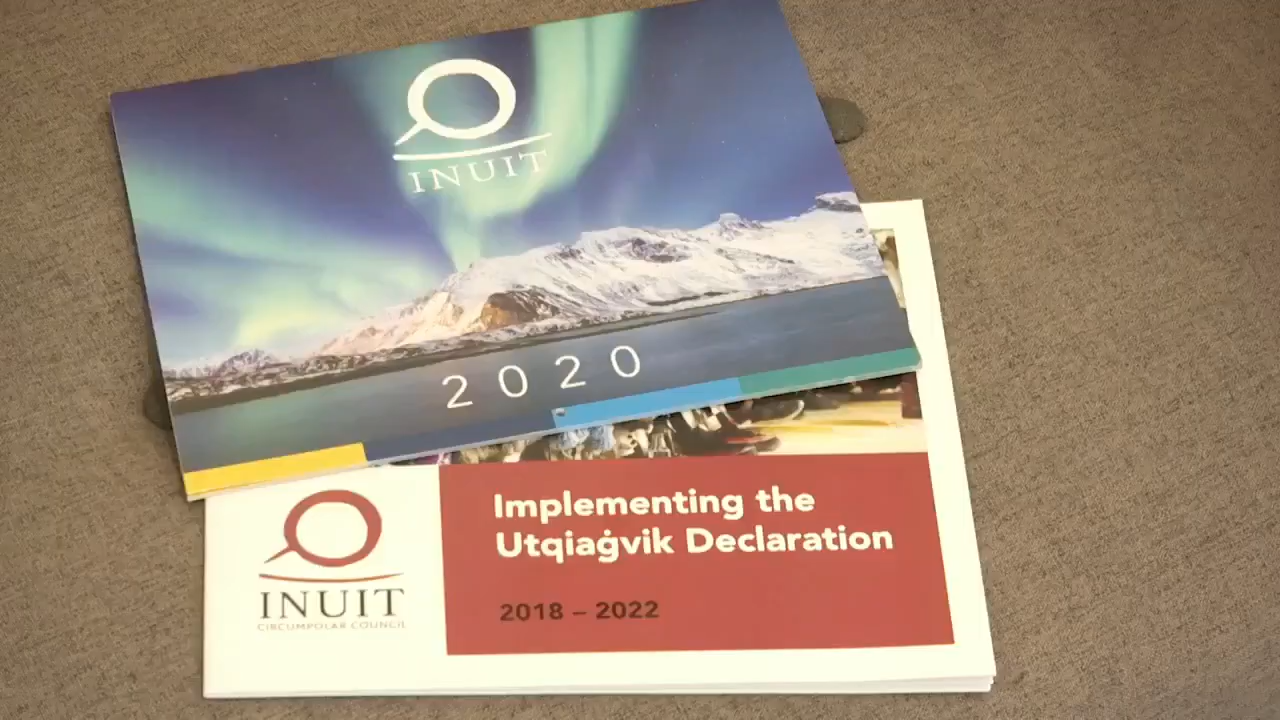 INUIT
2020
Implementing the
Utqiaġvik Declaration
2018 – 2022
INUIT
CIRCUMPOLAR COUNCIL